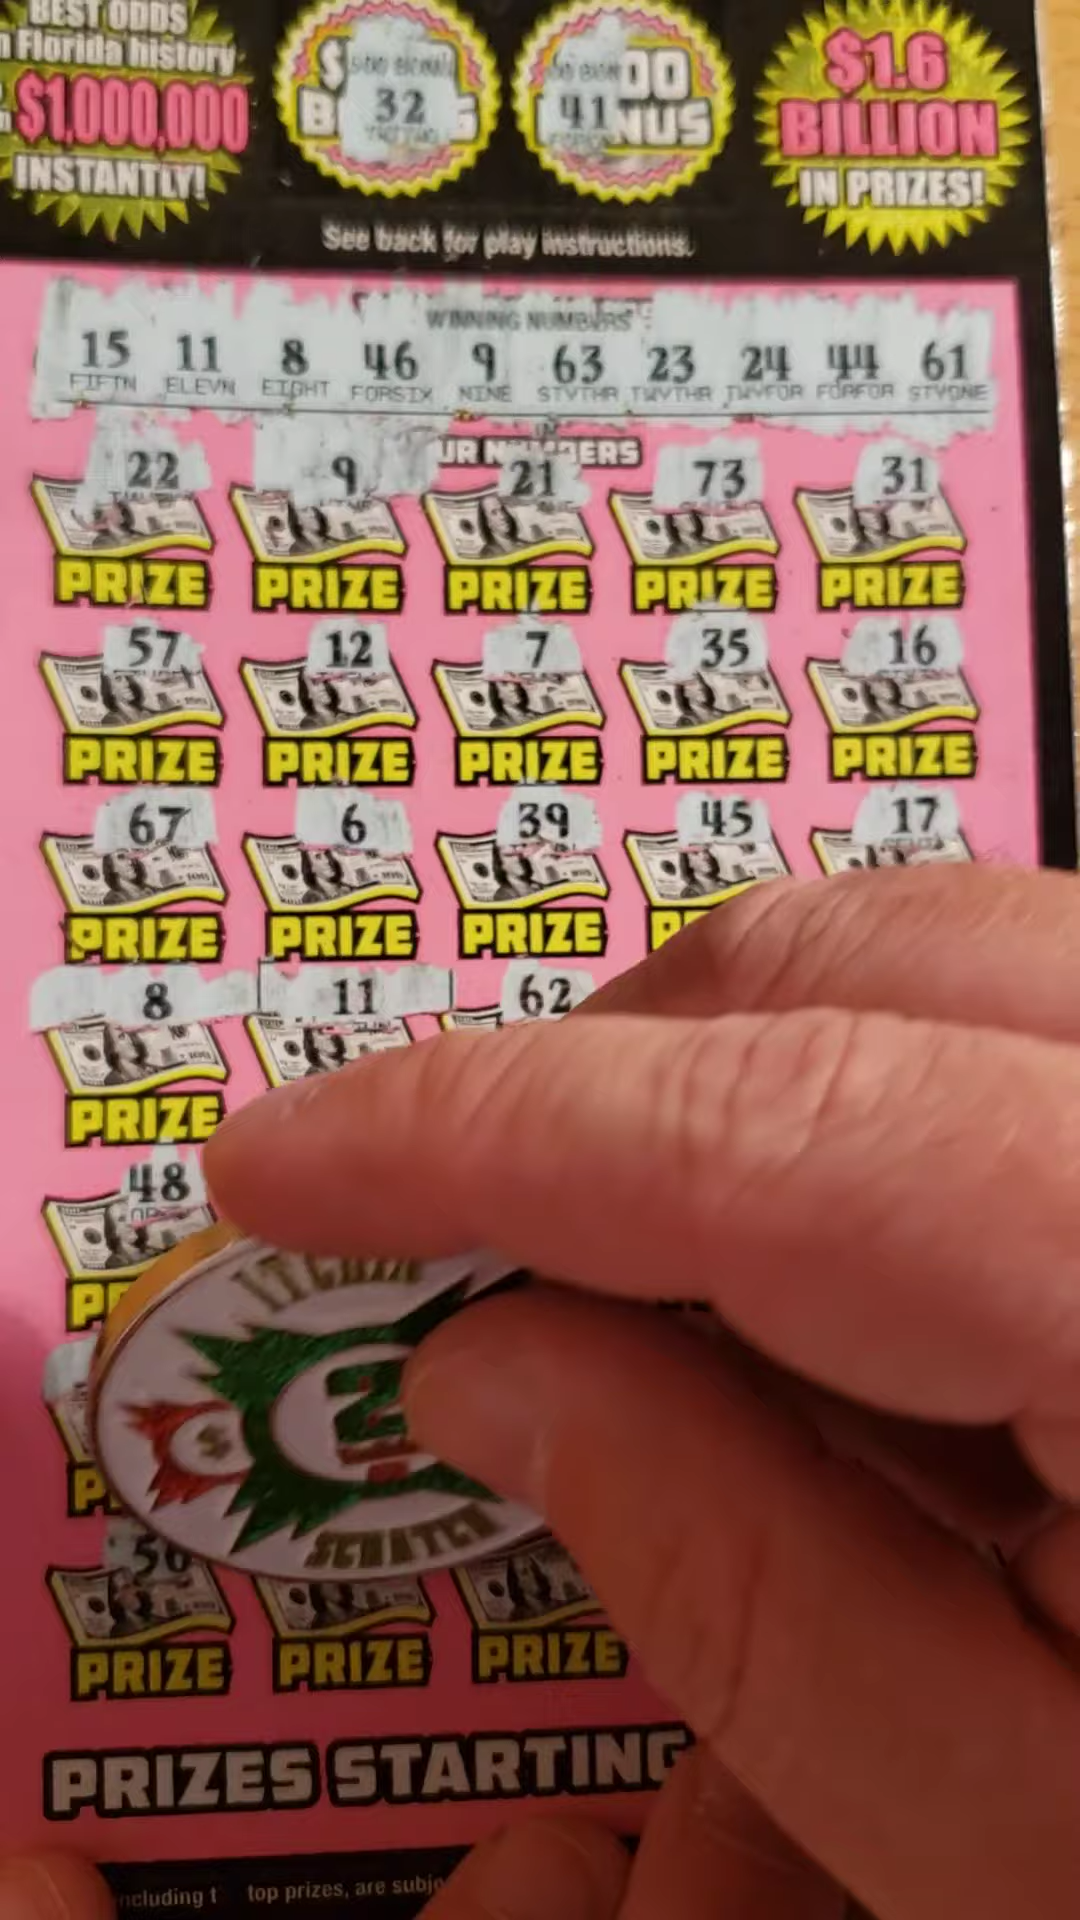 BEST ODDS
Florida history
$1,000,000
INSTANTLY!
32
41
$1.6
BILLION
IN PRIZES!
See back for play instructions.
WINNING NUMBERS
15 11 8 46 9 63 23 24 44 61
FIFTN ELEVN EIGHT FORSIX NINE STYTHR TWYTHR TWYFOR FORFOR STYONE
22 9 21 73 31
PRIZE PRIZE PRIZE PRIZE PRIZE
57 12 7 35 16
PRIZE PRIZE PRIZE PRIZE PRIZE
67 6 39 45 17
PRIZE PRIZE PRIZE
8 11 62
PRIZE
48
SCRATCH
PRIZE PRIZE PRIZE
PRIZES STARTING
top prizes, are